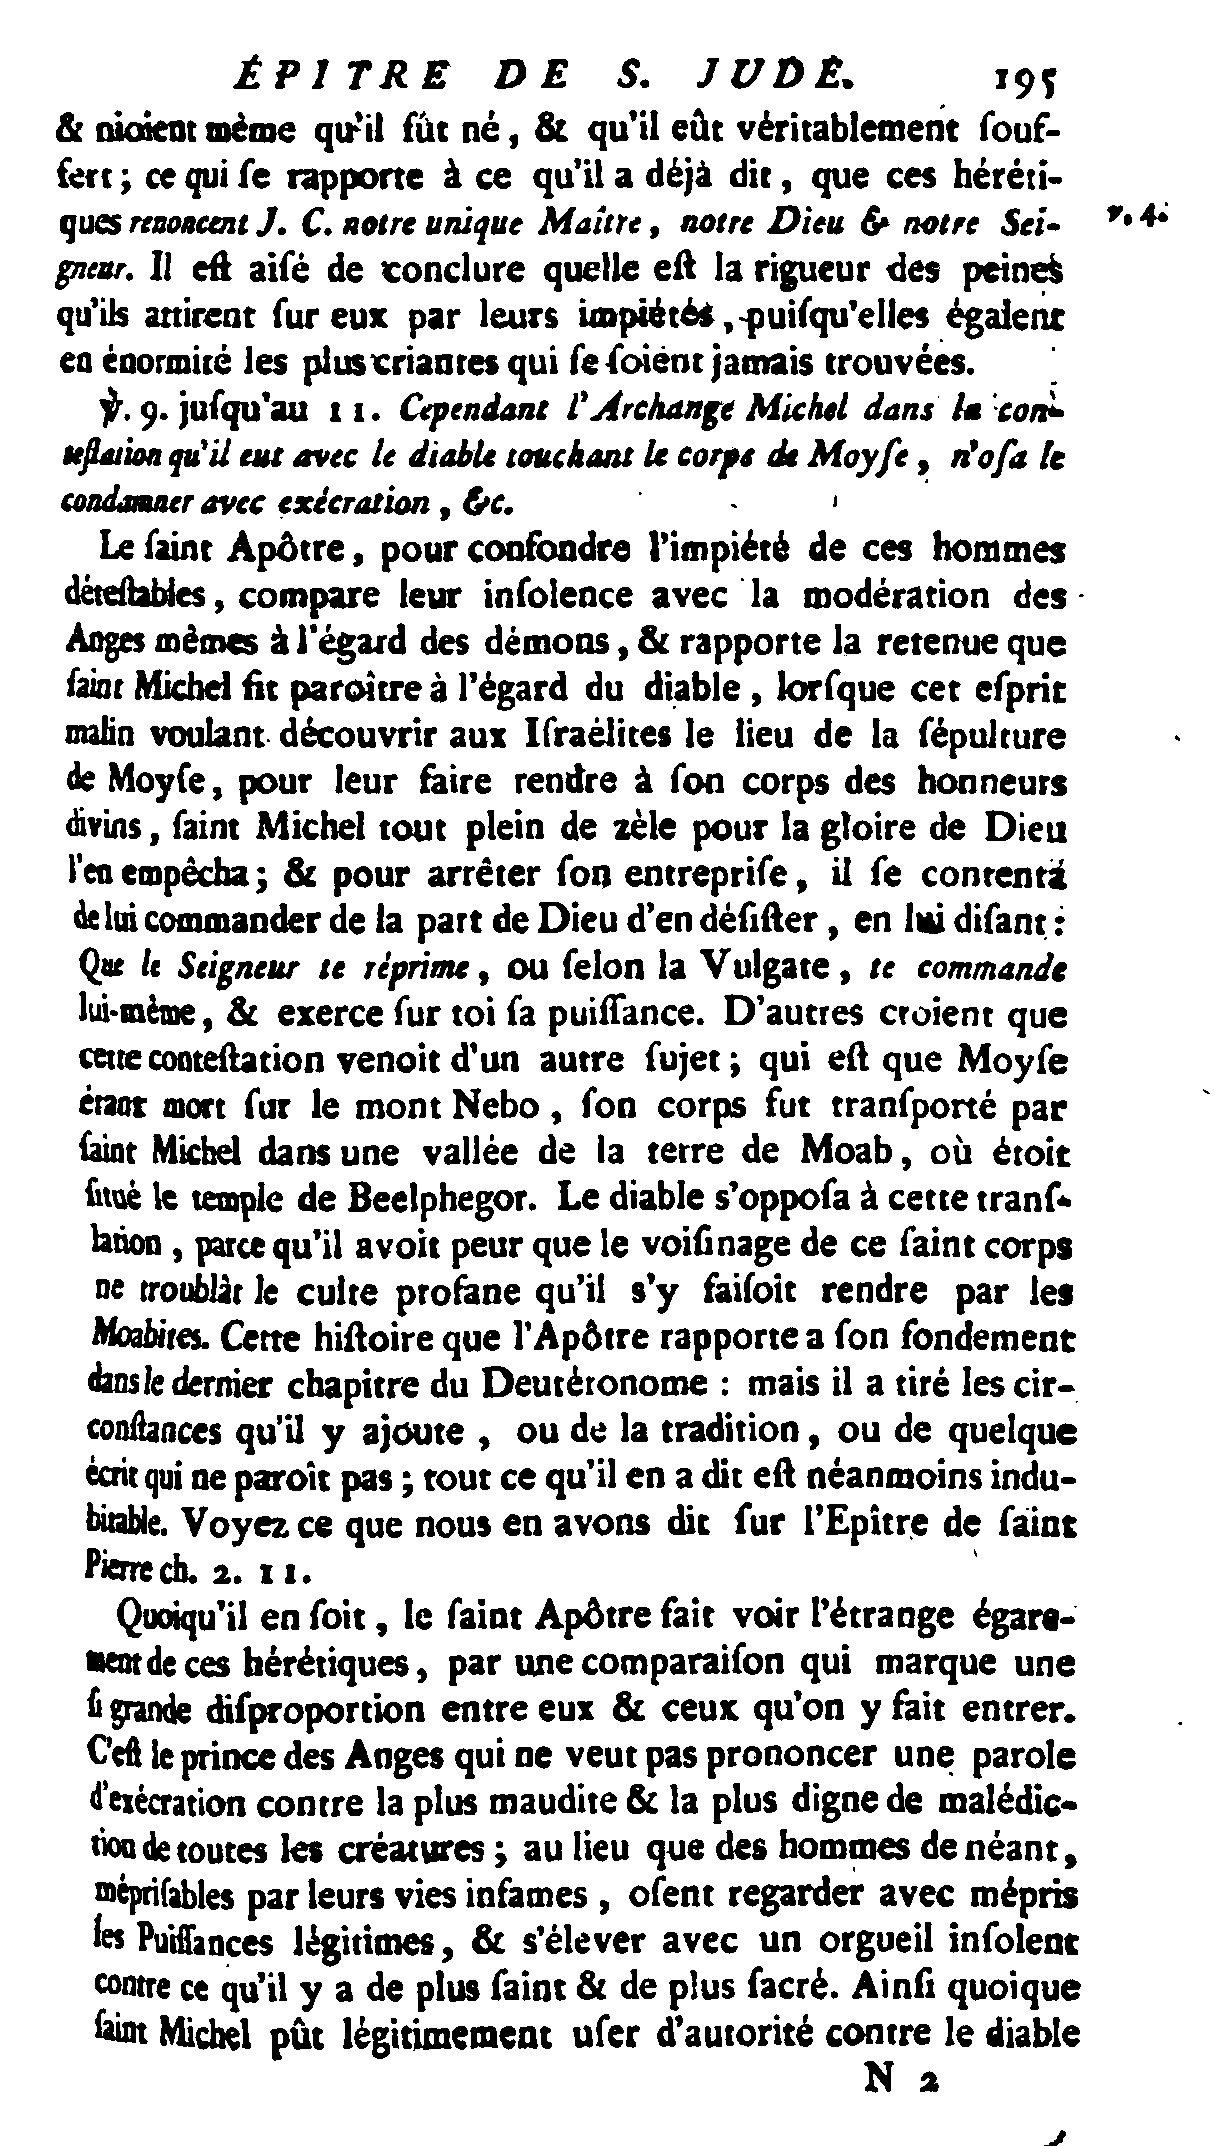 ÉPITRE DE S. JUDE. 195
& nioient même qu'il fût né, & qu'il eût véritablement ſouf-
fert; ce qui ſe rapporte à ce qu'il a déjà dit, que ces héréti-
ques renoncent J. C. notre unique Maître, notre Dieu & notre Sei- v. 4.
gneur. Il eſt aiſé de conclure quelle eſt la rigueur des peines
qu'ils attirent ſur eux par leurs impiétés, puiſqu'elles égalent
en énormité les plus criantes qui ſe ſoient jamais trouvées.
℣. 9. juſqu'au 11. Cependant l'Archange Michel dans la con-
teſtation qu'il eut avec le diable touchant le corps de Moyſe, n'oſa le
condamner avec exécration, &c.
Le ſaint Apôtre, pour confondre l'impiété de ces hommes
déteſtables, compare leur inſolence avec la modération des
Anges mêmes à l'égard des démons, & rapporte la retenue que
ſaint Michel fit paroître à l'égard du diable, lorſque cet eſprit
malin voulant découvrir aux Iſraélites le lieu de la ſépulture
de Moyſe, pour leur faire rendre à ſon corps des honneurs
divins, ſaint Michel tout plein de zèle pour la gloire de Dieu
l'en empêcha; & pour arrêter ſon entrepriſe, il ſe contenta
de lui commander de la part de Dieu d'en déſiſter, en lui diſant:
Que le Seigneur te réprime, ou ſelon la Vulgate, te commande
lui-même, & exerce ſur toi ſa puiſſance. D'autres croient que
cette conteſtation venoit d'un autre ſujet; qui eſt que Moyſe
étant mort ſur le mont Nebo, ſon corps fut tranſporté par
ſaint Michel dans une vallée de la terre de Moab, où étoit
ſitué le temple de Beelphegor. Le diable s'oppoſa à cette tranſ-
lation, parce qu'il avoit peur que le voiſinage de ce ſaint corps
ne troublât le culte profane qu'il s'y faiſoit rendre par les
Moabites. Cette hiſtoire que l'Apôtre rapporte a ſon fondement
dans le dernier chapitre du Deutéronome : mais il a tiré les cir-
conſtances qu'il y ajoute, ou de la tradition, ou de quelque
écrit qui ne paroît pas; tout ce qu'il en a dit eſt néanmoins indu-
bitable. Voyez ce que nous en avons dit ſur l'Epître de ſaint
Pierre ch. 2. 11.
Quoiqu'il en ſoit, le ſaint Apôtre fait voir l'étrange égare-
ment de ces hérétiques, par une comparaiſon qui marque une
ſi grande diſproportion entre eux & ceux qu'on y fait entrer.
C'eſt le prince des Anges qui ne veut pas prononcer une parole
d'exécration contre la plus maudite & la plus digne de malédic-
tion de toutes les créatures; au lieu que des hommes de néant,
mépriſables par leurs vies infames, oſent regarder avec mépris
les Puiſſances légitimes, & s'élever avec un orgueil inſolent
contre ce qu'il y a de plus ſaint & de plus ſacré. Ainſi quoique
ſaint Michel pût légitimement uſer d'autorité contre le diable
N 2